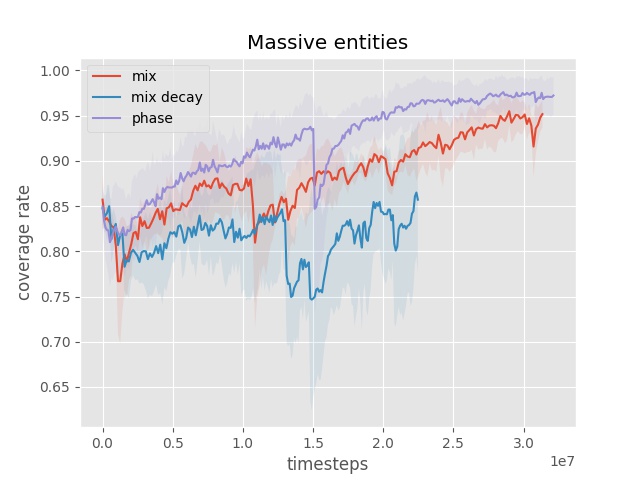 Massive entities
mix
mix decay
phase
1.00
0.95
0.90
0.85
0.80
0.75
0.70
0.65
coverage rate
0.0 0.5 1.0 1.5 2.0 2.5 3.0
1e7
timesteps